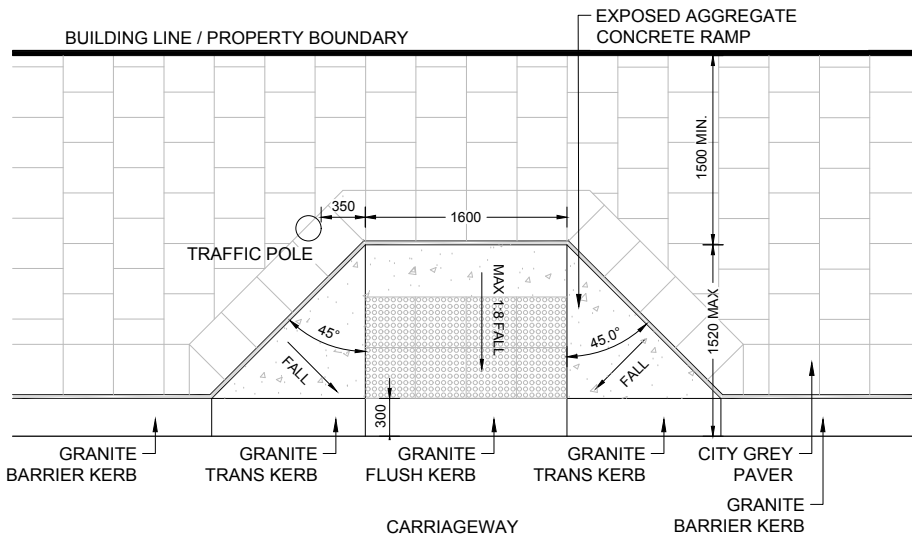 EXPOSED AGGREGATE
CONCRETE RAMP
BUILDING LINE / PROPERTY BOUNDARY
1500 MIN.
350
1600
TRAFFIC POLE
MAX 1:8 FALL
1520 MAX
45°
45.0°
FALL
FALL
300
GRANITE
BARRIER KERB
GRANITE
TRANS KERB
GRANITE
FLUSH KERB
GRANITE
TRANS KERB
CITY GREY
PAVER
GRANITE
BARRIER KERB
CARRIAGEWAY